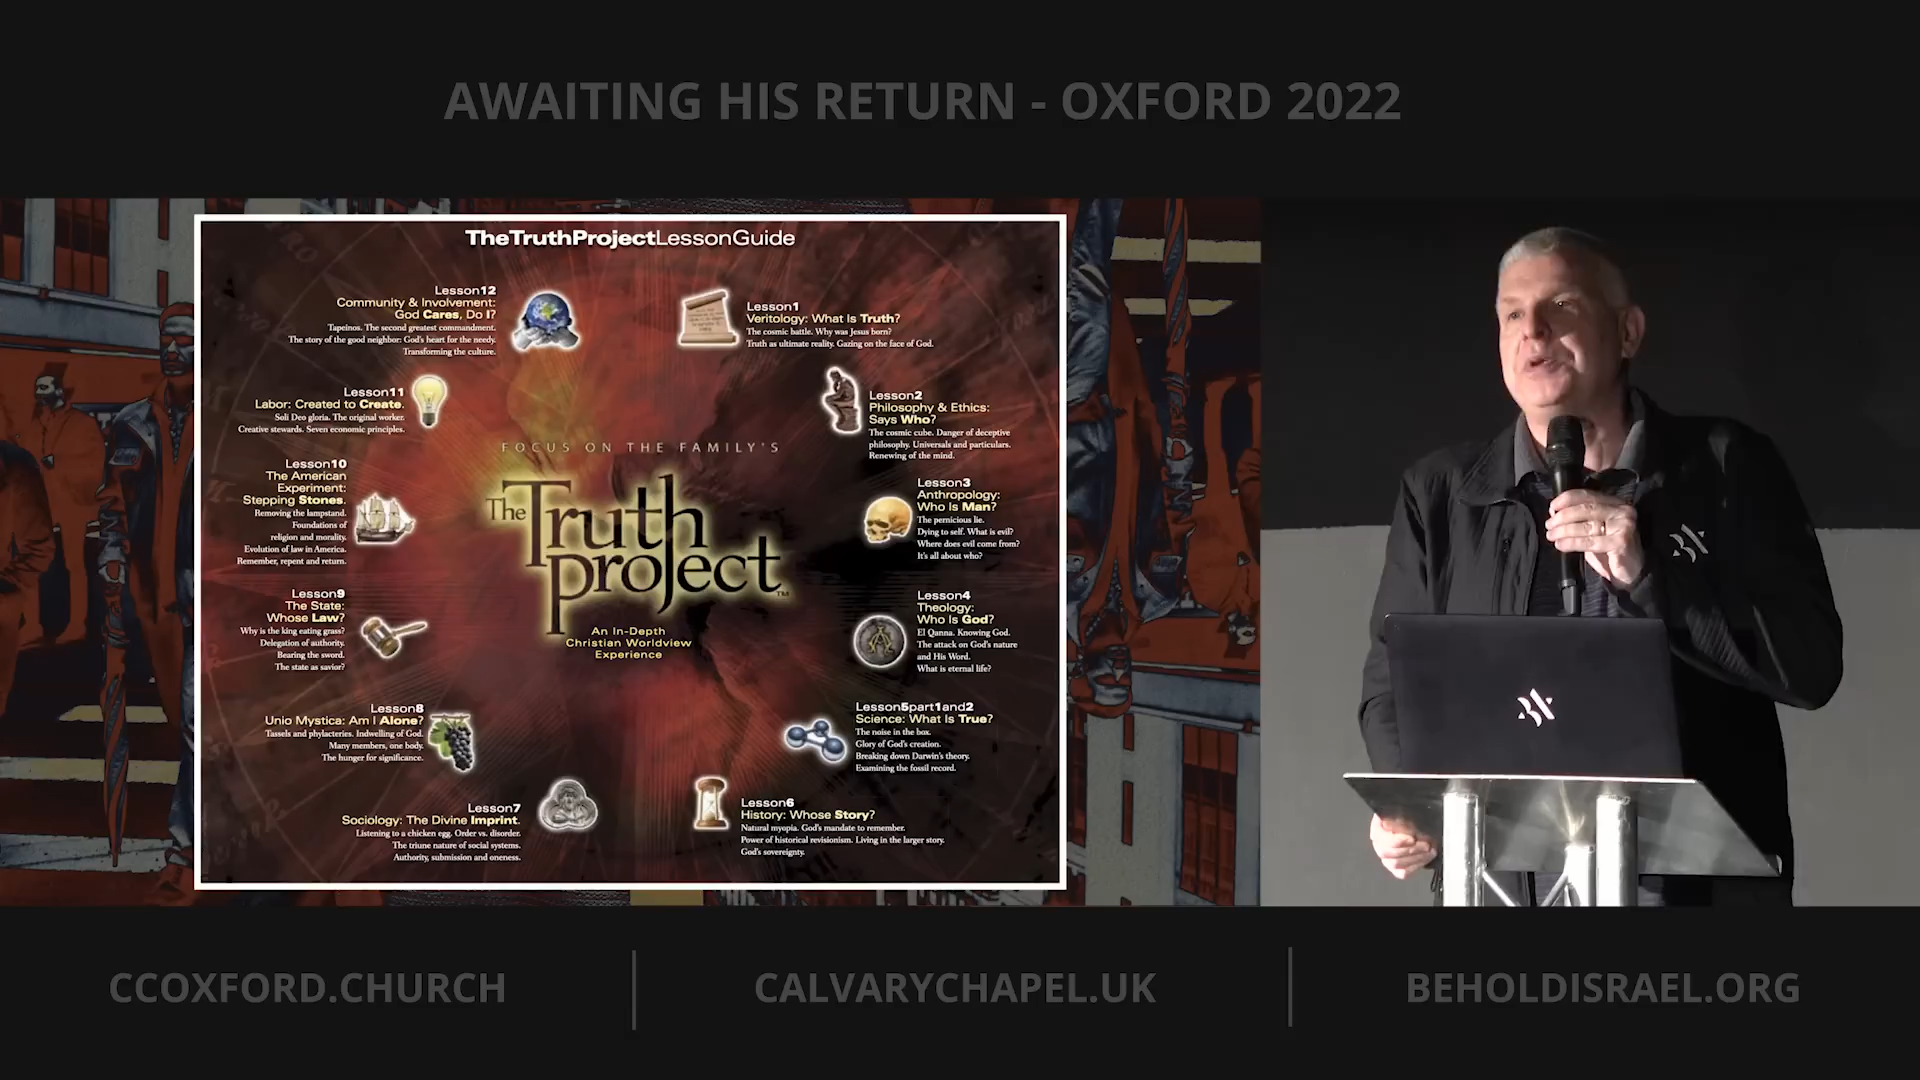 AWAITING HIS RETURN - OXFORD 2022
TheTruthProjectLessonGuide
Lesson12
Community & Involvement:
God Cares, Do I?
Tapeinos. The second greatest commandment.
The story of the good neighbor: God's heart for the needy.
Transforming the culture.
Lesson1
Veritology: What Is Truth?
The cosmic battle. Why was Jesus born?
Truth as ultimate reality. Gazing on the face of God.
Lesson11
Labor: Created to Create.
Soli Deo gloria. The original worker.
Creative stewards. Seven economic principles.
Lesson2
Philosophy & Ethics:
Says Who?
The cosmic cube. Danger of deceptive
philosophy. Universals and particulars.
Renewing of the mind.
FOCUS ON THE FAMILY'S
The Truth
project™
An In-Depth
Christian Worldview
Experience
Lesson10
The American
Experiment:
Stepping Stones.
Removing the lampstand.
Foundations of
religion and morality.
Evolution of law in America.
Remember, repent and return.
Lesson3
Anthropology:
Who Is Man?
The pernicious lie.
Dying to self. What is evil?
Where does evil come from?
It's all about who?
Lesson9
The State:
Whose Law?
Why is the king eating grass?
Delegation of authority.
Bearing the sword.
The state as savior?
Lesson4
Theology:
Who Is God?
El Qanna. Knowing God.
The attack on God's nature
and His Word.
What is eternal life?
Lesson8
Unio Mystica: Am I Alone?
Tassels and phylacteries. Indwelling of God.
Many members, one body.
The hunger for significance.
Lesson5part1and2
Science: What Is True?
The noise in the box.
Glory of God's creation.
Breaking down Darwin's theory.
Examining the fossil record.
Lesson7
Sociology: The Divine Imprint.
Listening to a chicken egg. Order vs. disorder.
The triune nature of social systems.
Authority, submission and oneness.
Lesson6
History: Whose Story?
Natural myopia. God's mandate to remember.
Power of historical revisionism. Living in the larger story.
God's sovereignty.
CCOXFORD.CHURCH
CALVARYCHAPEL.UK
BEHOLDISRAEL.ORG